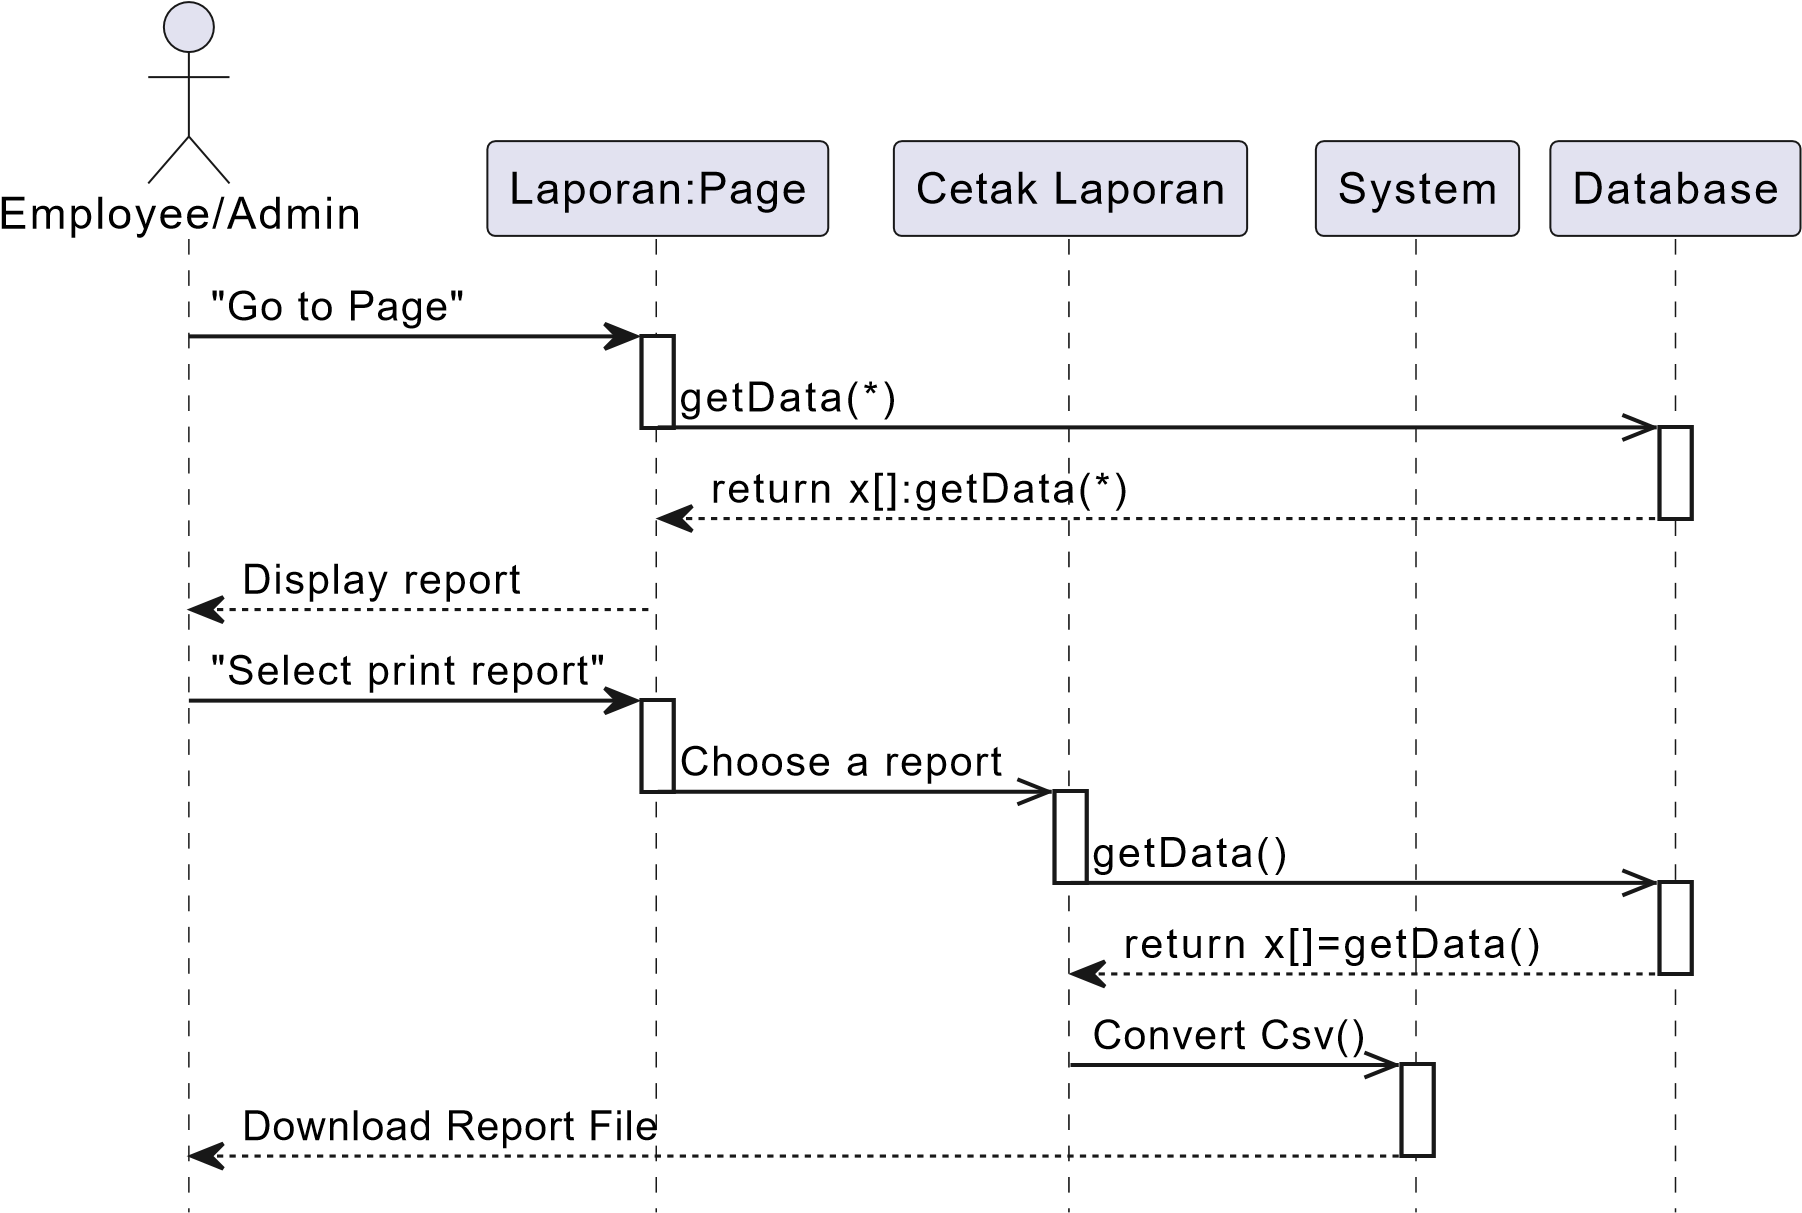 Employee/Admin
Laporan:Page
Cetak Laporan
System
Database
"Go to Page"
getData(*)
return x[]:getData(*)
Display report
"Select print report"
Choose a report
getData()
return x[]=getData()
Convert Csv()
Download Report File